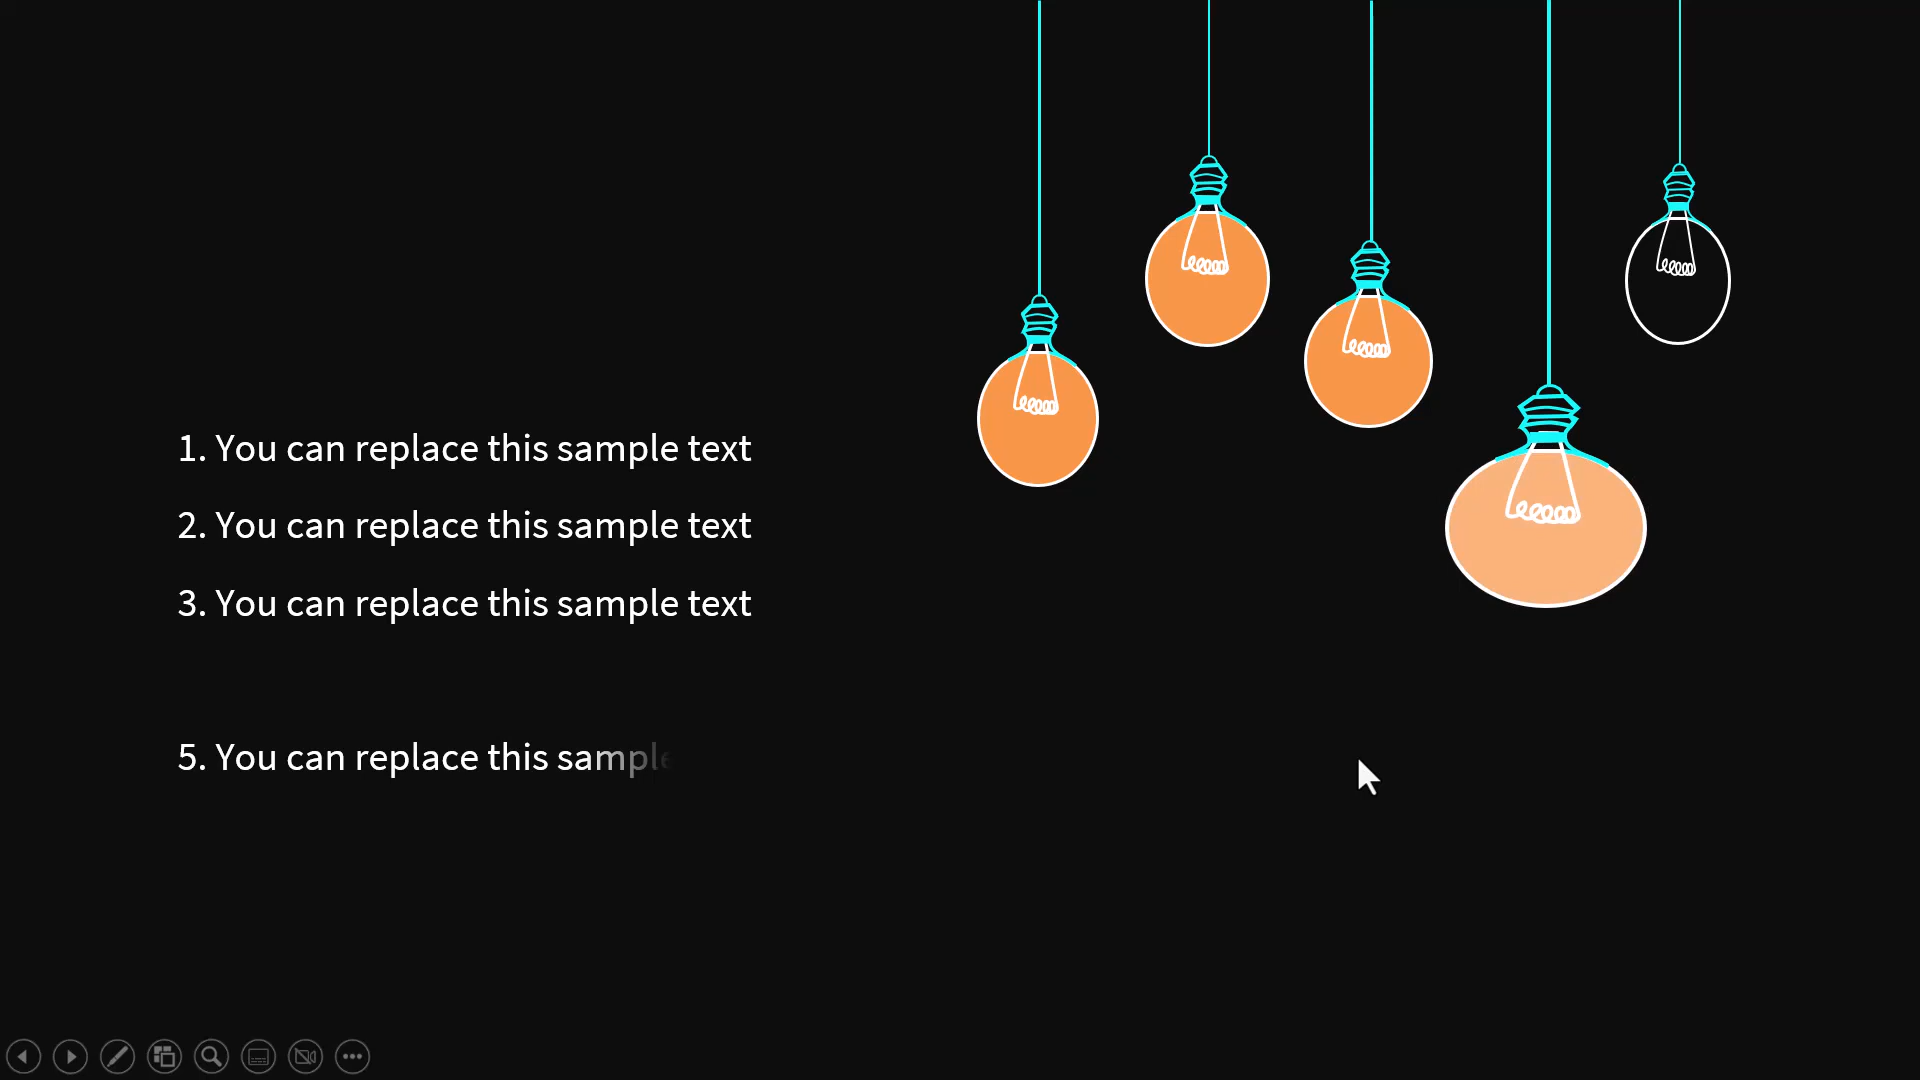 1. You can replace this sample text
2. You can replace this sample text
3. You can replace this sample text
5. You can replace this sample